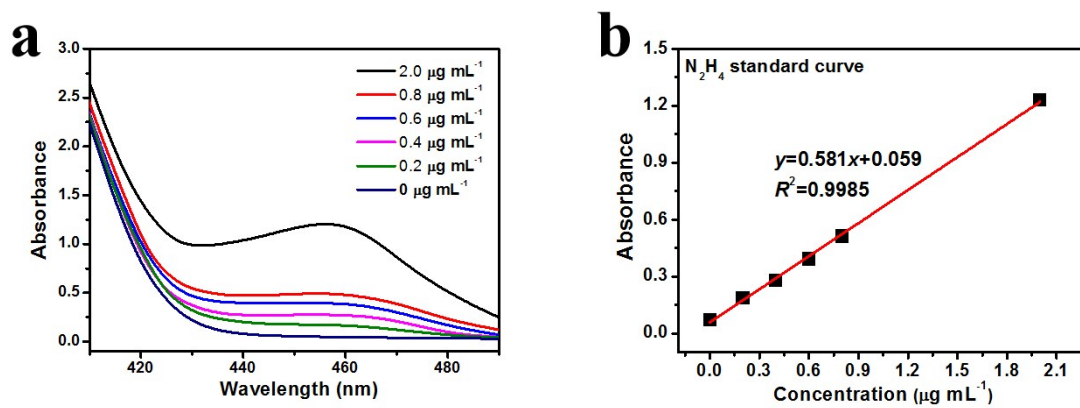 a
3.0
2.5
2.0
1.5
1.0
0.5
0.0
Absorbance
420 440 460 480
Wavelength (nm)
2.0 μg mL⁻¹
0.8 μg mL⁻¹
0.6 μg mL⁻¹
0.4 μg mL⁻¹
0.2 μg mL⁻¹
0 μg mL⁻¹
b
1.5
1.2
0.9
0.6
0.3
0.0
Absorbance
N₂H₄ standard curve
y=0.581x+0.059
R²=0.9985
0.0 0.3 0.6 0.9 1.2 1.5 1.8 2.1
Concentration (μg mL⁻¹)